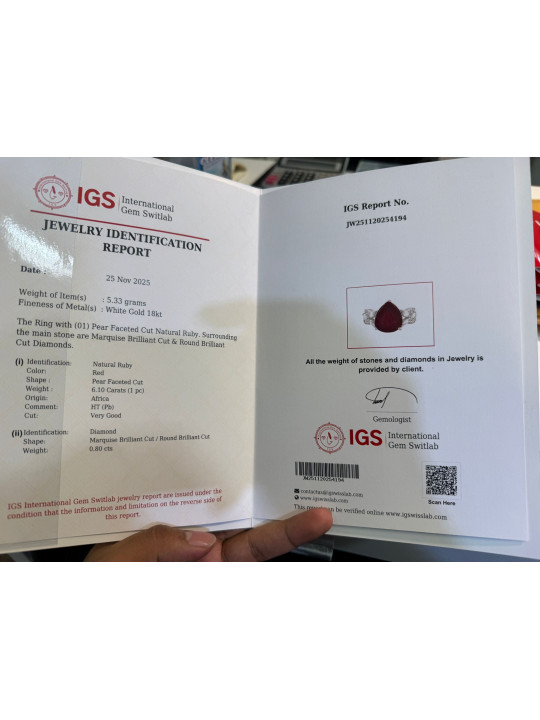 IGS International
Gem Switlab
JEWELRY IDENTIFICATION
REPORT
Date :
25 Nov 2025
Weight of Item(s) : 5.33 grams
Fineness of Metal(s) : White Gold 18kt
The Ring with (01) Pear Faceted Cut Natural Ruby. Surrounding
the main stone are Marquise Brilliant Cut & Round Brilliant
Cut Diamonds.
(i) Identification: Natural Ruby
Color: Red
Shape : Pear Faceted Cut
Weight : 6.10 Carats (1 pc)
Origin: Africa
Comment: HT (Pb)
Cut: Very Good
(ii) Identification: Diamond
Shape: Marquise Brilliant Cut / Round Brilliant Cut
Weight: 0.80 cts
IGS International Gem Switlab jewelry report are issued under the
condition that the information and limitation on the reverse side of
this report.
IGS Report No.
JW251120254194
All the weight of stones and diamonds in Jewelry is
provided by client.
Gemologist
IGS International
Gem Switlab
JW251120254194
contactus@igswisslab.com
www.igswisslab.com
Scan Here
This be verified online www.igswisslab.com